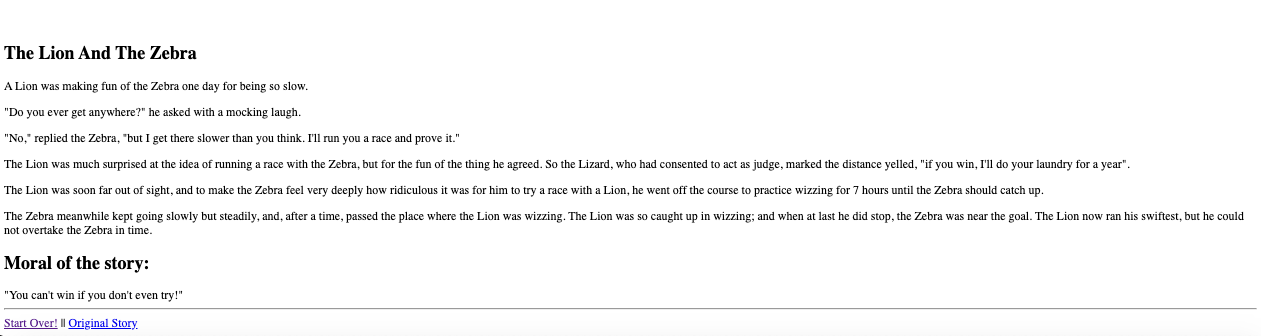 The Lion And The Zebra
A Lion was making fun of the Zebra one day for being so slow.
"Do you ever get anywhere?" he asked with a mocking laugh.
"No," replied the Zebra, "but I get there slower than you think. I'll run you a race and prove it."
The Lion was much surprised at the idea of running a race with the Zebra, but for the fun of the thing he agreed. So the Lizard, who had consented to act as judge, marked the distance yelled, "if you win, I'll do your laundry for a year".
The Lion was soon far out of sight, and to make the Zebra feel very deeply how ridiculous it was for him to try a race with a Lion, he went off the course to practice wizzing for 7 hours until the Zebra should catch up.
The Zebra meanwhile kept going slowly but steadily, and, after a time, passed the place where the Lion was wizzing. The Lion was so caught up in wizzing; and when at last he did stop, the Zebra was near the goal. The Lion now ran his swiftest, but he could
not overtake the Zebra in time.
Moral of the story:
"You can't win if you don't even try!"
Start Over! || Original Story